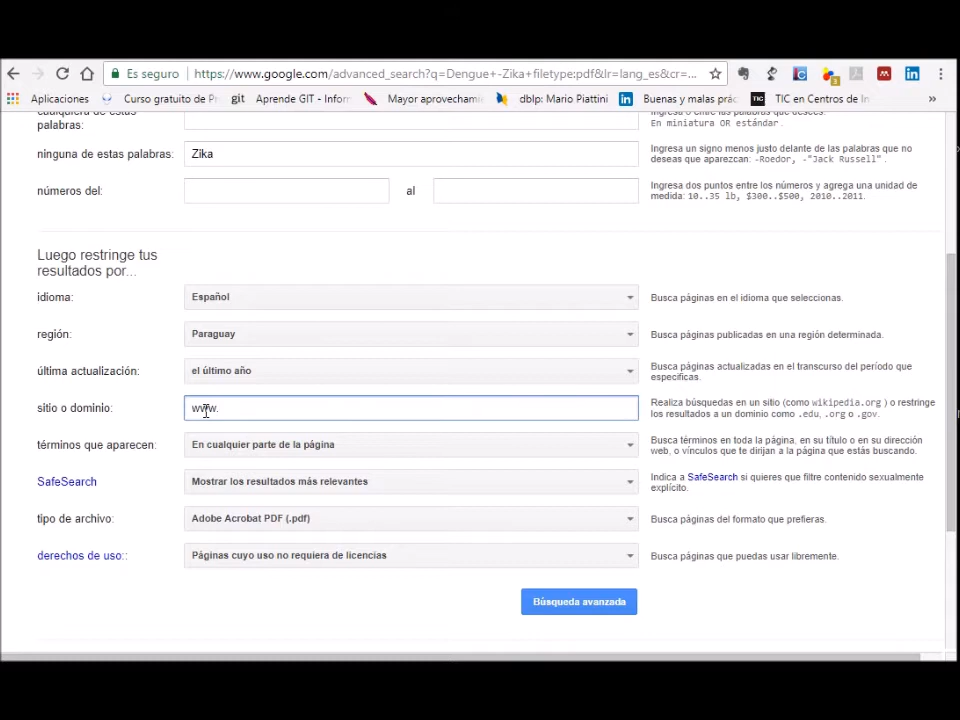 Es seguro
https://www.google.com/advanced_search?q=Dengue+-Zika+filetype:pdf&lr=lang_es&cr=...
Aplicaciones
Curso gratuito de Pr
git Aprende GIT - Infor
Mayor aprovechami
dblp: Mario Piattini
in Buenas y malas prác
TIC TIC en Centros de In
»
palabras:
En miniatura OR estándar.
ninguna de estas palabras:
Zika
Ingresa un signo menos justo delante de las palabras que no
deseas que aparezcan: -Roedor, -"Jack Russell".
números del:
al
Ingresa dos puntos entre los números y agrega una unidad de
medida: 10..35 lb, $300..$500, 2010..2011.
Luego restringe tus
resultados por...
idioma:
Español
Busca páginas en el idioma que seleccionas.
región:
Paraguay
Busca páginas publicadas en una región determinada.
última actualización:
el último año
Busca páginas actualizadas en el transcurso del período que
especificas.
sitio o dominio:
www.
Realiza búsquedas en un sitio (como wikipedia.org ) o restringe
los resultados a un dominio como .edu, .org o .gov.
términos que aparecen:
En cualquier parte de la página
Busca términos en toda la página, en su título o en su dirección
web, o vínculos que te dirijan a la página que estás buscando.
SafeSearch
Mostrar los resultados más relevantes
Indica a SafeSearch si quieres que filtre contenido sexualmente
explícito.
tipo de archivo:
Adobe Acrobat PDF (.pdf)
Busca páginas del formato que prefieras.
derechos de uso::
Páginas cuyo uso no requiera de licencias
Busca páginas que puedas usar libremente.
Búsqueda avanzada